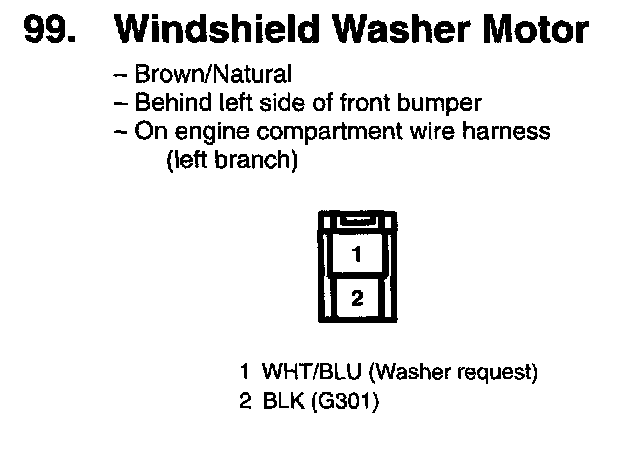 99. Windshield Washer Motor
– Brown/Natural
– Behind left side of front bumper
– On engine compartment wire harness
(left branch)
1
2
1 WHT/BLU (Washer request)
2 BLK (G301)